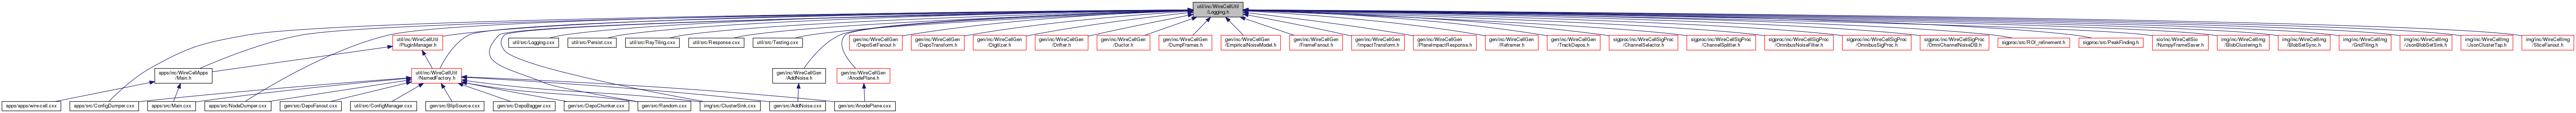 util/inc/WireCellUtil
/Logging.h
util/inc/WireCellUtil
/PluginManager.h
util/src/Logging.cxx
util/src/Persist.cxx
util/src/RayTiling.cxx
util/src/Response.cxx
util/src/Testing.cxx
gen/inc/WireCellGen
/DepoSetFanout.h
gen/inc/WireCellGen
/DepoTransform.h
gen/inc/WireCellGen
/Digitizer.h
gen/inc/WireCellGen
/Drifter.h
gen/inc/WireCellGen
/Ductor.h
gen/inc/WireCellGen
/DumpFrames.h
gen/inc/WireCellGen
/EmpiricalNoiseModel.h
gen/inc/WireCellGen
/FrameFanout.h
gen/inc/WireCellGen
/ImpactTransform.h
gen/inc/WireCellGen
/PlaneImpactResponse.h
gen/inc/WireCellGen
/Reframer.h
gen/inc/WireCellGen
/TrackDepos.h
sigproc/inc/WireCellSigProc
/ChannelSelector.h
sigproc/inc/WireCellSigProc
/ChannelSplitter.h
sigproc/inc/WireCellSigProc
/OmnibusNoiseFilter.h
sigproc/inc/WireCellSigProc
/OmnibusSigProc.h
sigproc/inc/WireCellSigProc
/OmniChannelNoiseDB.h
sigproc/src/ROI_refinement.h
sigproc/src/PeakFinding.h
sio/inc/WireCellSio
/NumpyFrameSaver.h
img/inc/WireCellImg
/BlobClustering.h
img/inc/WireCellImg
/BlobSetSync.h
img/inc/WireCellImg
/GridTiling.h
img/inc/WireCellImg
/JsonBlobSetSink.h
img/inc/WireCellImg
/JsonClusterTap.h
img/inc/WireCellImg
/SliceFanout.h
apps/inc/WireCellApps
/Main.h
util/inc/WireCellUtil
/NamedFactory.h
gen/inc/WireCellGen
/AddNoise.h
gen/inc/WireCellGen
/AnodePlane.h
apps/apps/wire-cell.cxx
apps/src/ConfigDumper.cxx
apps/src/Main.cxx
apps/src/NodeDumper.cxx
gen/src/DepoFanout.cxx
util/src/ConfigManager.cxx
gen/src/BlipSource.cxx
gen/src/DepoBagger.cxx
gen/src/DepoChunker.cxx
gen/src/Random.cxx
img/src/ClusterSink.cxx
gen/src/AddNoise.cxx
gen/src/AnodePlane.cxx